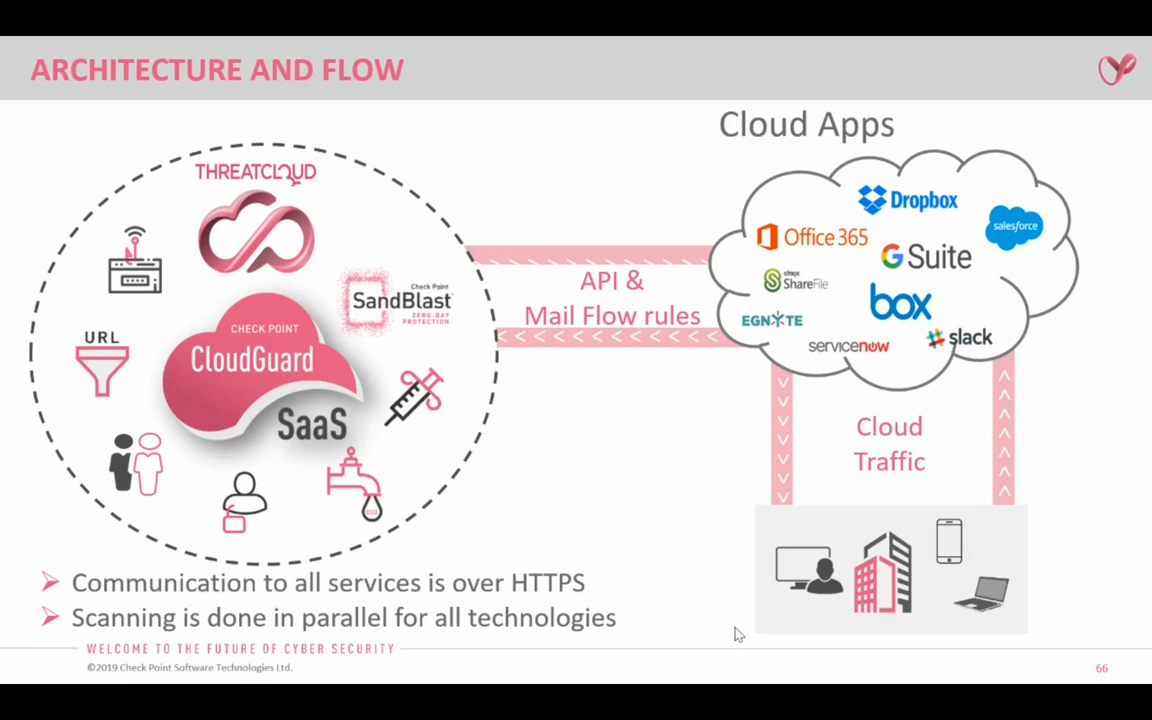 ARCHITECTURE AND FLOW
Cloud Apps
THREATCLOUD
Dropbox
salesforce
Office 365
G Suite
citrix
ShareFile
box
EGNYTE
servicenow
slack
API &
Mail Flow rules
Check Point
SandBlast
ZERO-DAY
PROTECTION
URL
CHECK POINT
CloudGuard
SaaS
Cloud
Traffic
Communication to all services is over HTTPS
Scanning is done in parallel for all technologies
WELCOME TO THE FUTURE OF CYBER SECURITY
©2019 Check Point Software Technologies Ltd.
66